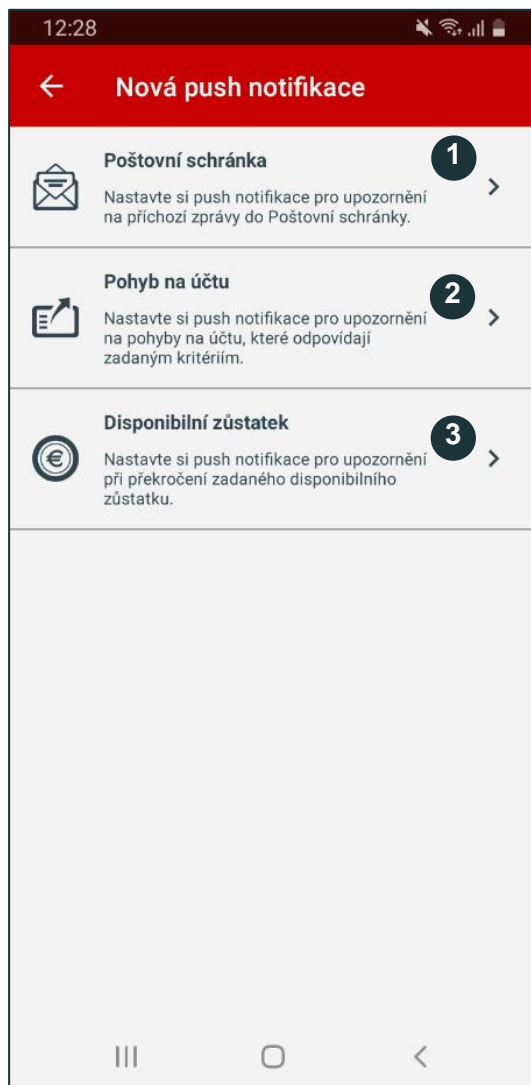 12:28
Nová push notifikace
Poštovní schránka
1
Nastavte si push notifikace pro upozornění
na příchozí zprávy do Poštovní schránky.
Pohyb na účtu
2
Nastavte si push notifikace pro upozornění
na pohyby na účtu, které odpovídají
zadaným kritériím.
Disponibilní zůstatek
3
Nastavte si push notifikace pro upozornění
při překročení zadaného disponibilního
zůstatku.